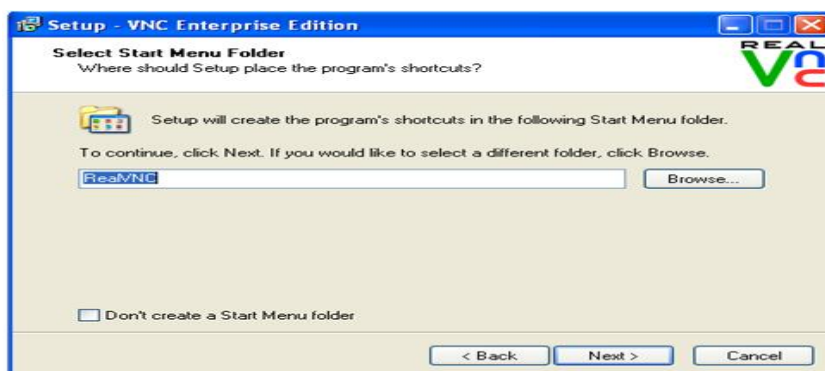 Setup - VNC Enterprise Edition
Select Start Menu Folder
Where should Setup place the program's shortcuts?
REAL
VNC
Setup will create the program's shortcuts in the following Start Menu folder.
To continue, click Next. If you would like to select a different folder, click Browse.
RealVNC
Browse...
Don't create a Start Menu folder
< Back
Next >
Cancel